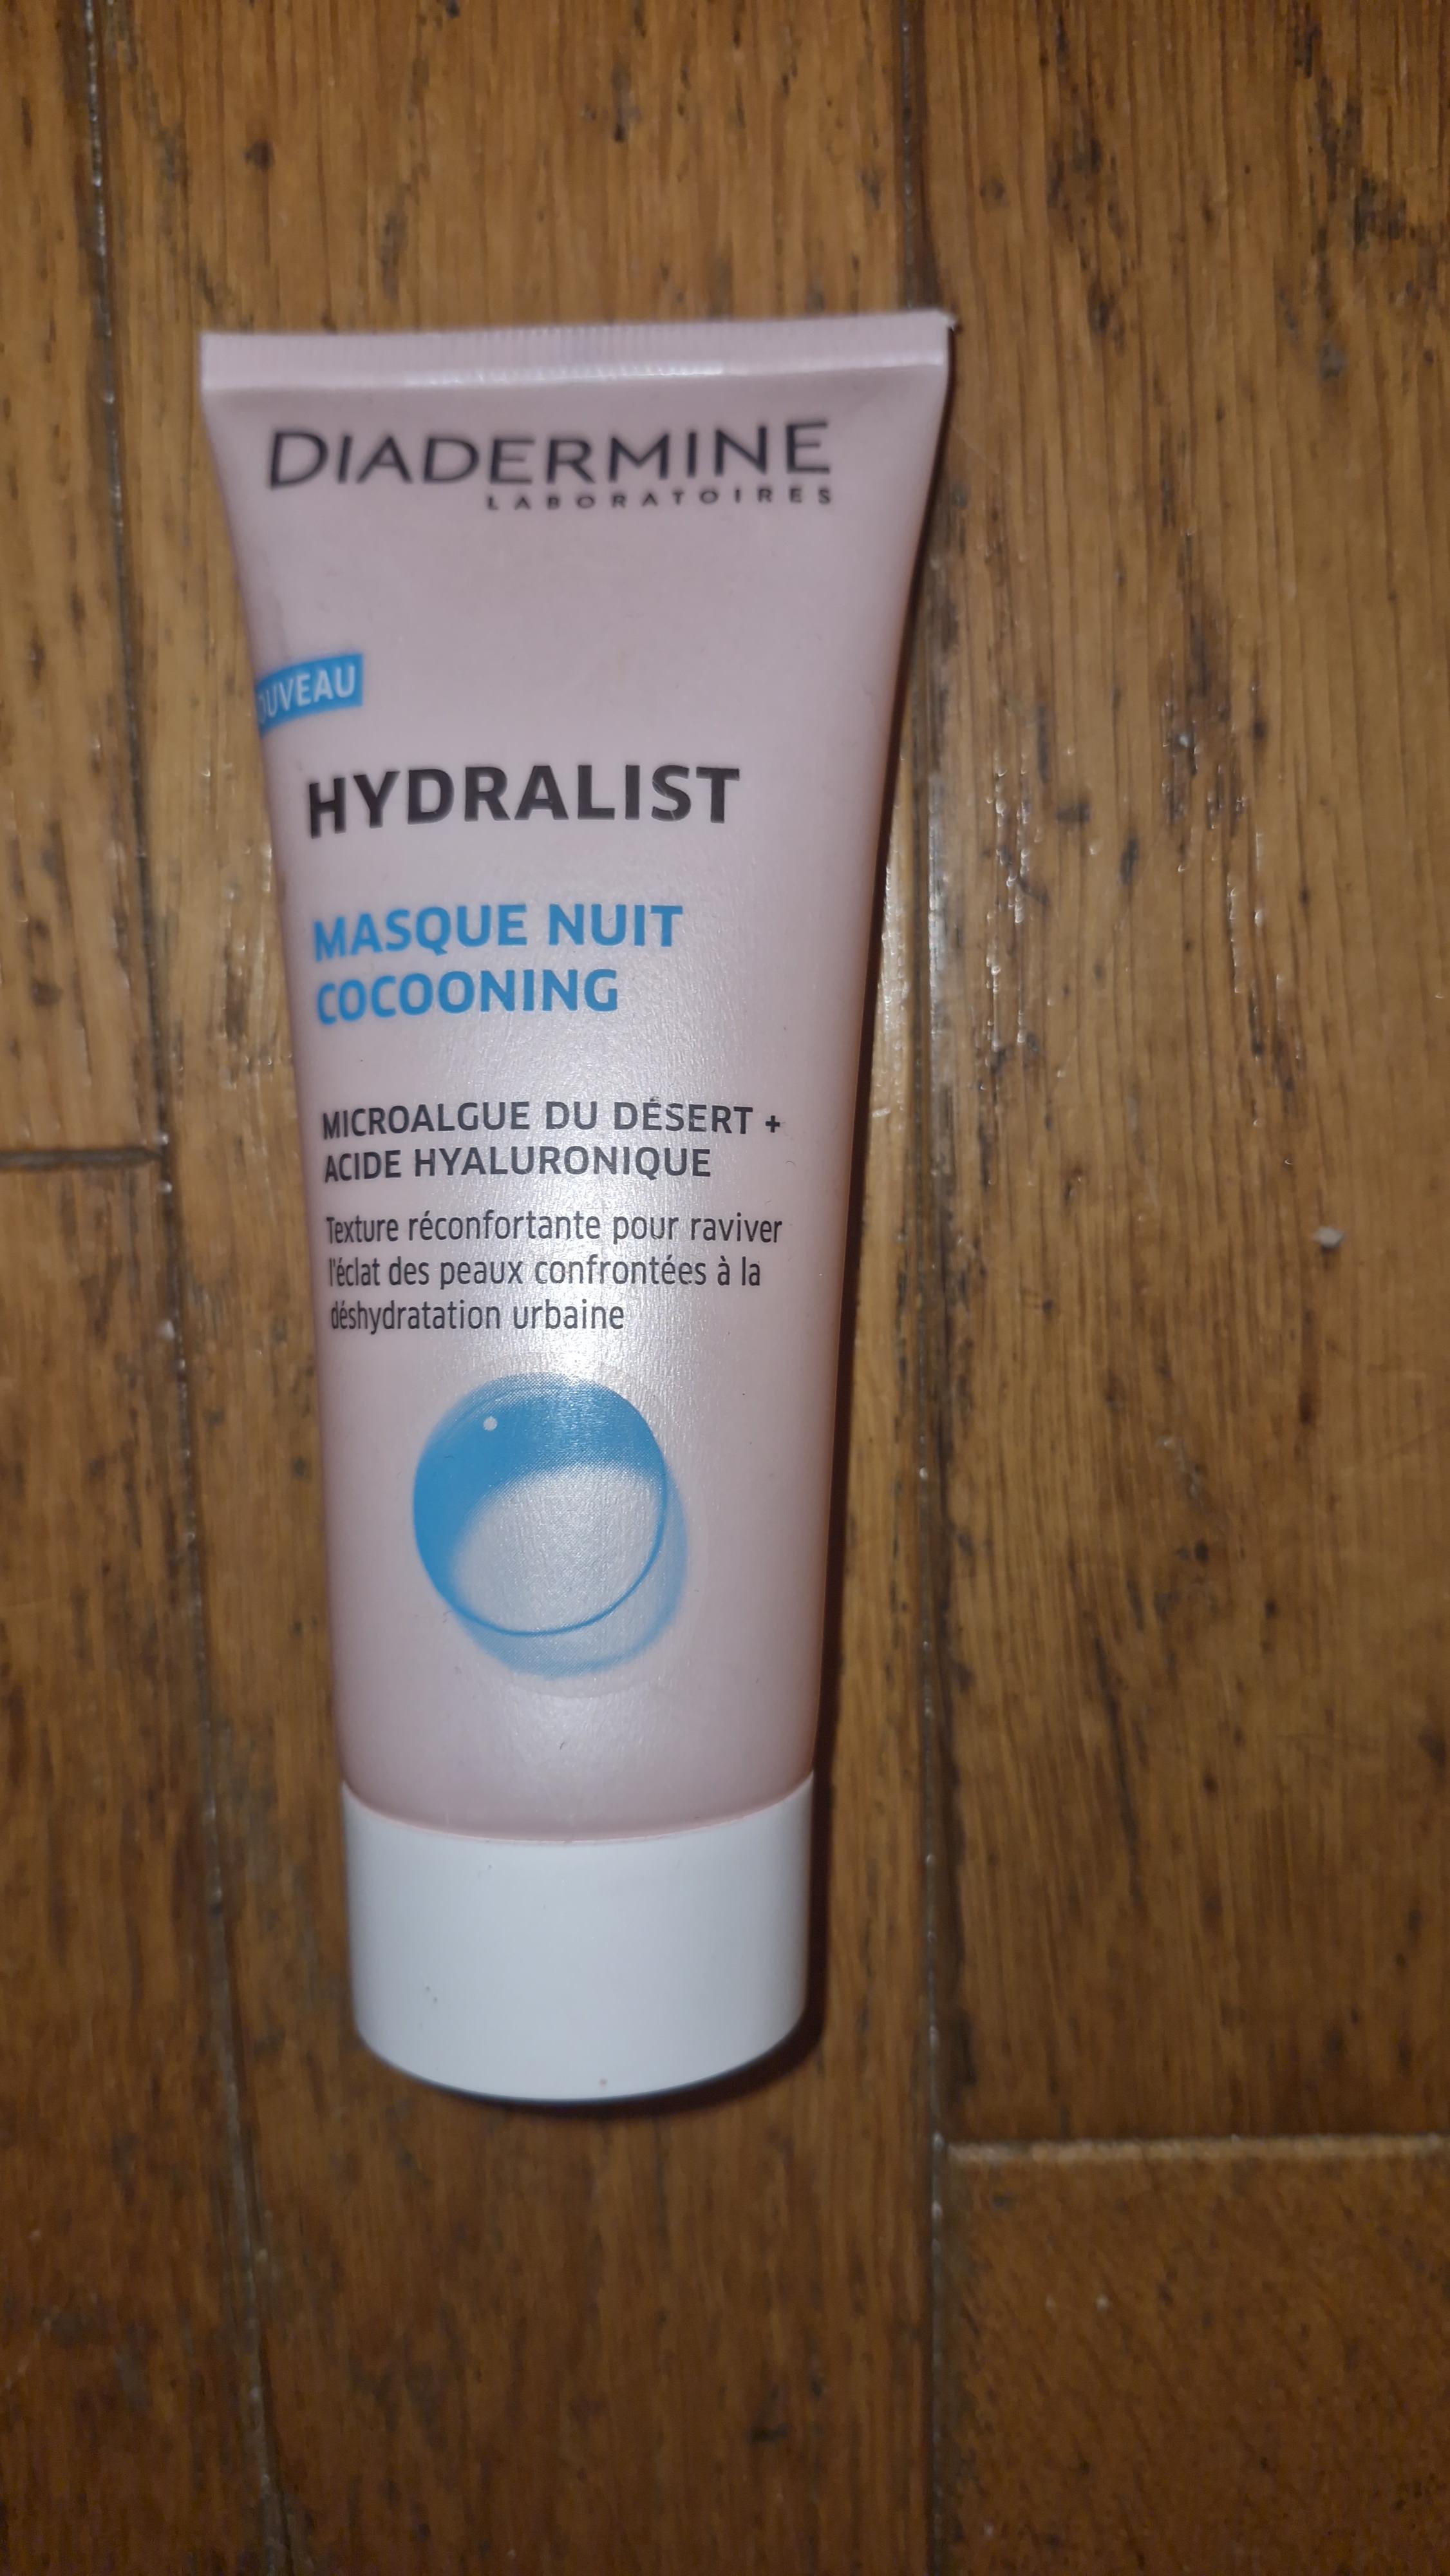 DIADERMINE
LABORATOIRES
OUVEAU
HYDRALIST
MASQUE NUIT
COCOONING
MICROALGUE DU DÉSERT +
ACIDE HYALURONIQUE
Texture réconfortante pour raviver
l'éclat des peaux confrontées à la
déshydratation urbaine